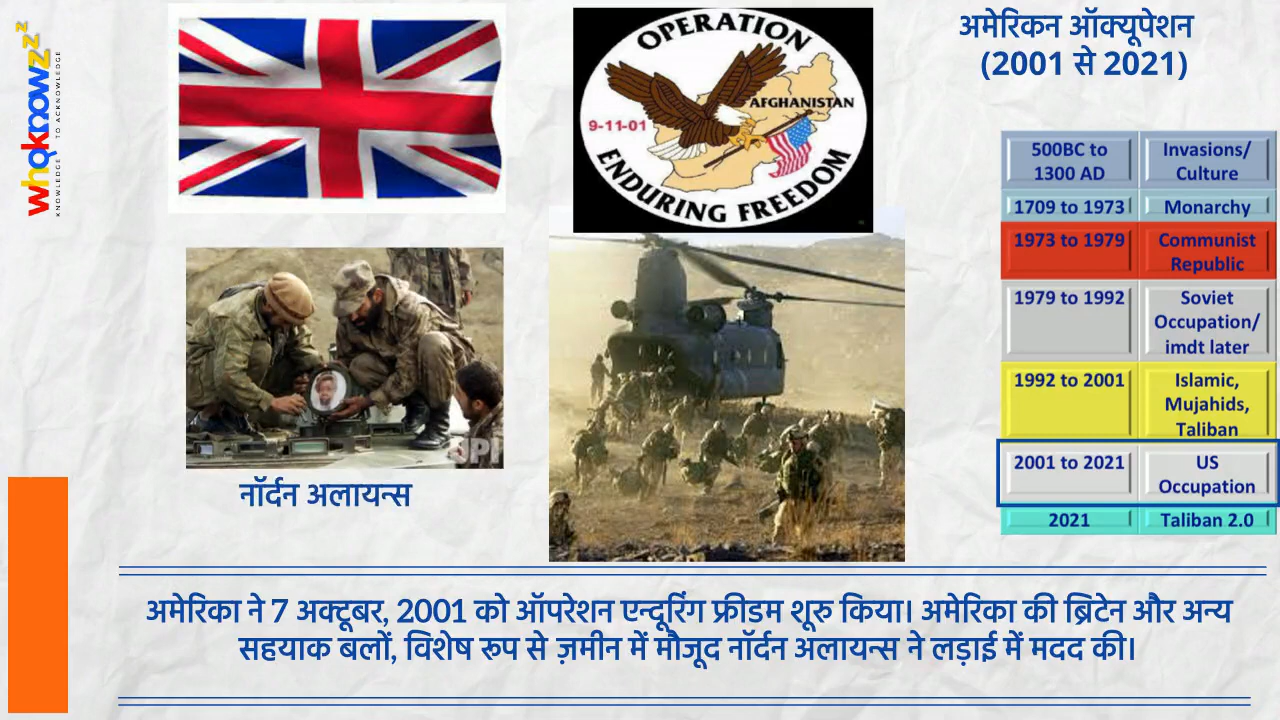 whqknowzzz
KNOWLEDGE TO ACKNOWLEDGE
OPERATION
AFGHANISTAN
9-11-01
ENDURING FREEDOM
अमेरिकन ऑक्यूपेशन
(2001 से 2021)
500BC to Invasions/
1300 AD Culture
1709 to 1973 Monarchy
1973 to 1979 Communist
Republic
1979 to 1992 Soviet
Occupation/
imdt later
1992 to 2001 Islamic,
Mujahids,
Taliban
2001 to 2021 US
Occupation
2021 Taliban 2.0
UPI
नॉर्दन अलायन्स
अमेरिका ने 7 अक्टूबर, 2001 को ऑपरेशन एन्दूरिंग फ्रीडम शूरु किया। अमेरिका की ब्रिटेन और अन्य
सहयाक बलों, विशेष रूप से ज़मीन में मौजूद नॉर्दन अलायन्स ने लड़ाई में मदद की।